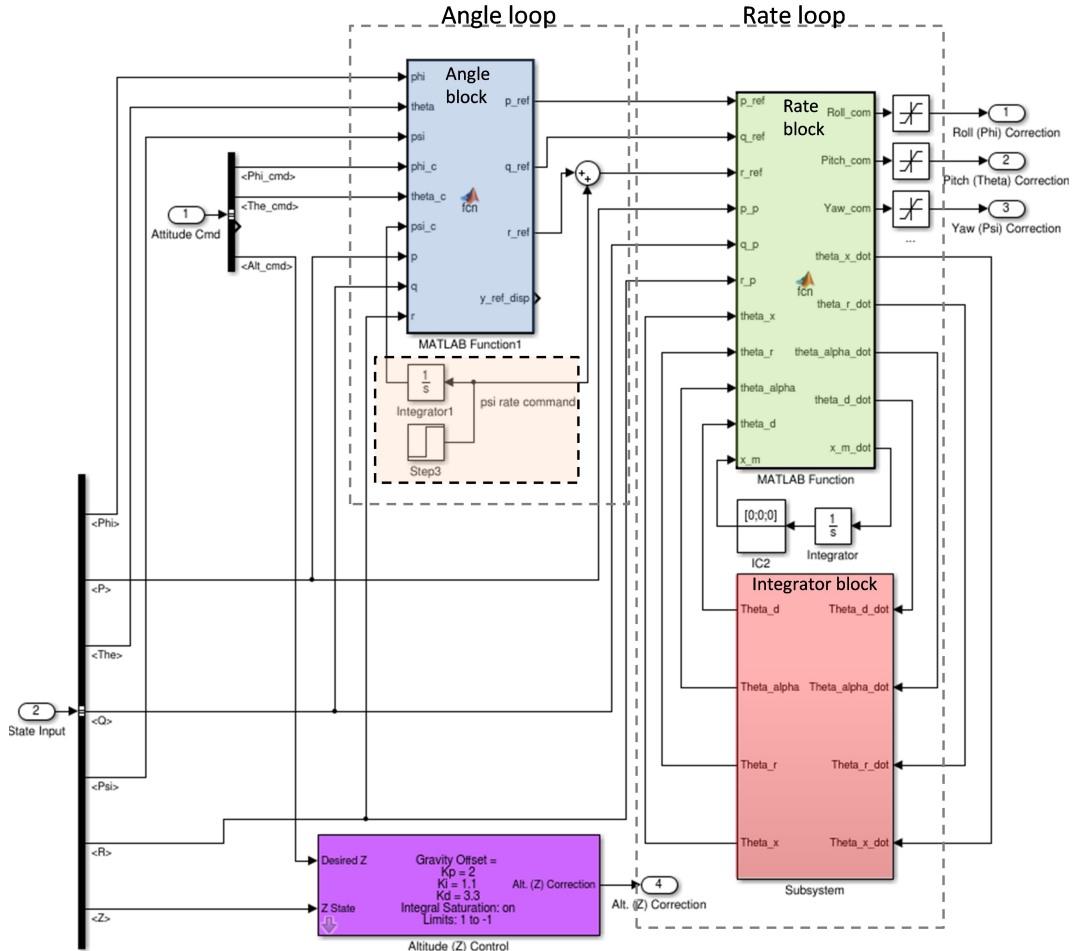 Angle loop
Rate loop
Angle
block
phi
theta
psi
phi_c
theta_c
psi_c
p
q
r
p_ref
q_ref
r_ref
y_ref_disp
fcn
MATLAB Function1
Rate
block
p_ref
q_ref
r_ref
p_p
q_p
r_p
theta_x
theta_r
theta_alpha
theta_d
x_m
Roll_com
Pitch_com
Yaw_com
theta_x_dot
theta_r_dot
theta_alpha_dot
theta_d_dot
x_m_dot
fcn
MATLAB Function
1
Roll (Phi) Correction
2
Pitch (Theta) Correction
3
Yaw (Psi) Correction
...
1
Attitude Cmd
<Phi_cmd>
<The_cmd>
<Alt_cmd>
++
1
s
Integrator1
psi rate command
Step3
[0;0;0]
IC2
1
s
Integrator
Integrator block
Theta_d
Theta_alpha
Theta_r
Theta_x
Theta_d_dot
Theta_alpha_dot
Theta_r_dot
Theta_x_dot
Subsystem
2
State Input
<Phi>
<P>
<The>
<Q>
<Psi>
<R>
<Z>
Desired Z
Z State
Gravity Offset =
Kp = 2
Ki = 1.1
Kd = 3.3
Integral Saturation: on
Limits: 1 to -1
Alt. (Z) Correction
Altitude (Z) Control
4
Alt. (Z) Correction